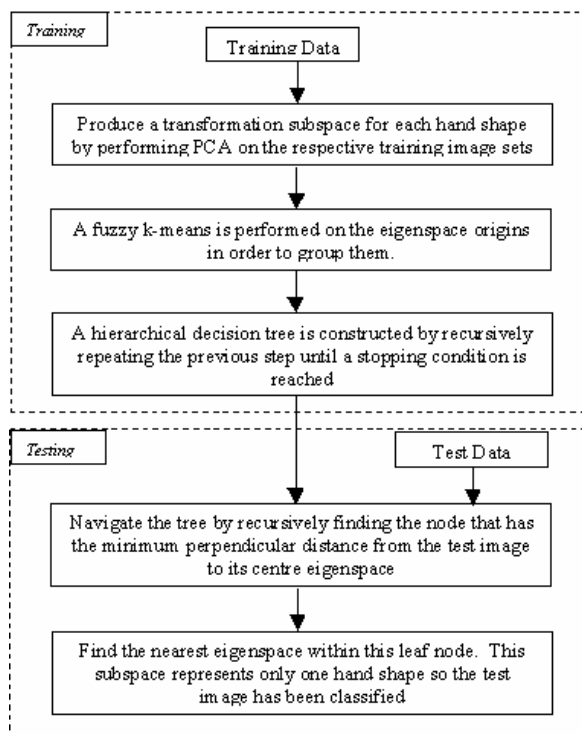 Training
Training Data
Produce a transformation subspace for each hand shape
by performing PCA on the respective training image sets
A fuzzy k-means is performed on the eigenspace origins
in order to group them.
A hierarchical decision tree is constructed by recursively
repeating the previous step until a stopping condition is
reached
Testing
Test Data
Navigate the tree by recursively finding the node that has
the minimum perpendicular distance from the test image
to its centre eigenspace
Find the nearest eigenspace within this leaf node.  This
subspace represents only one hand shape so the test
image has been classified